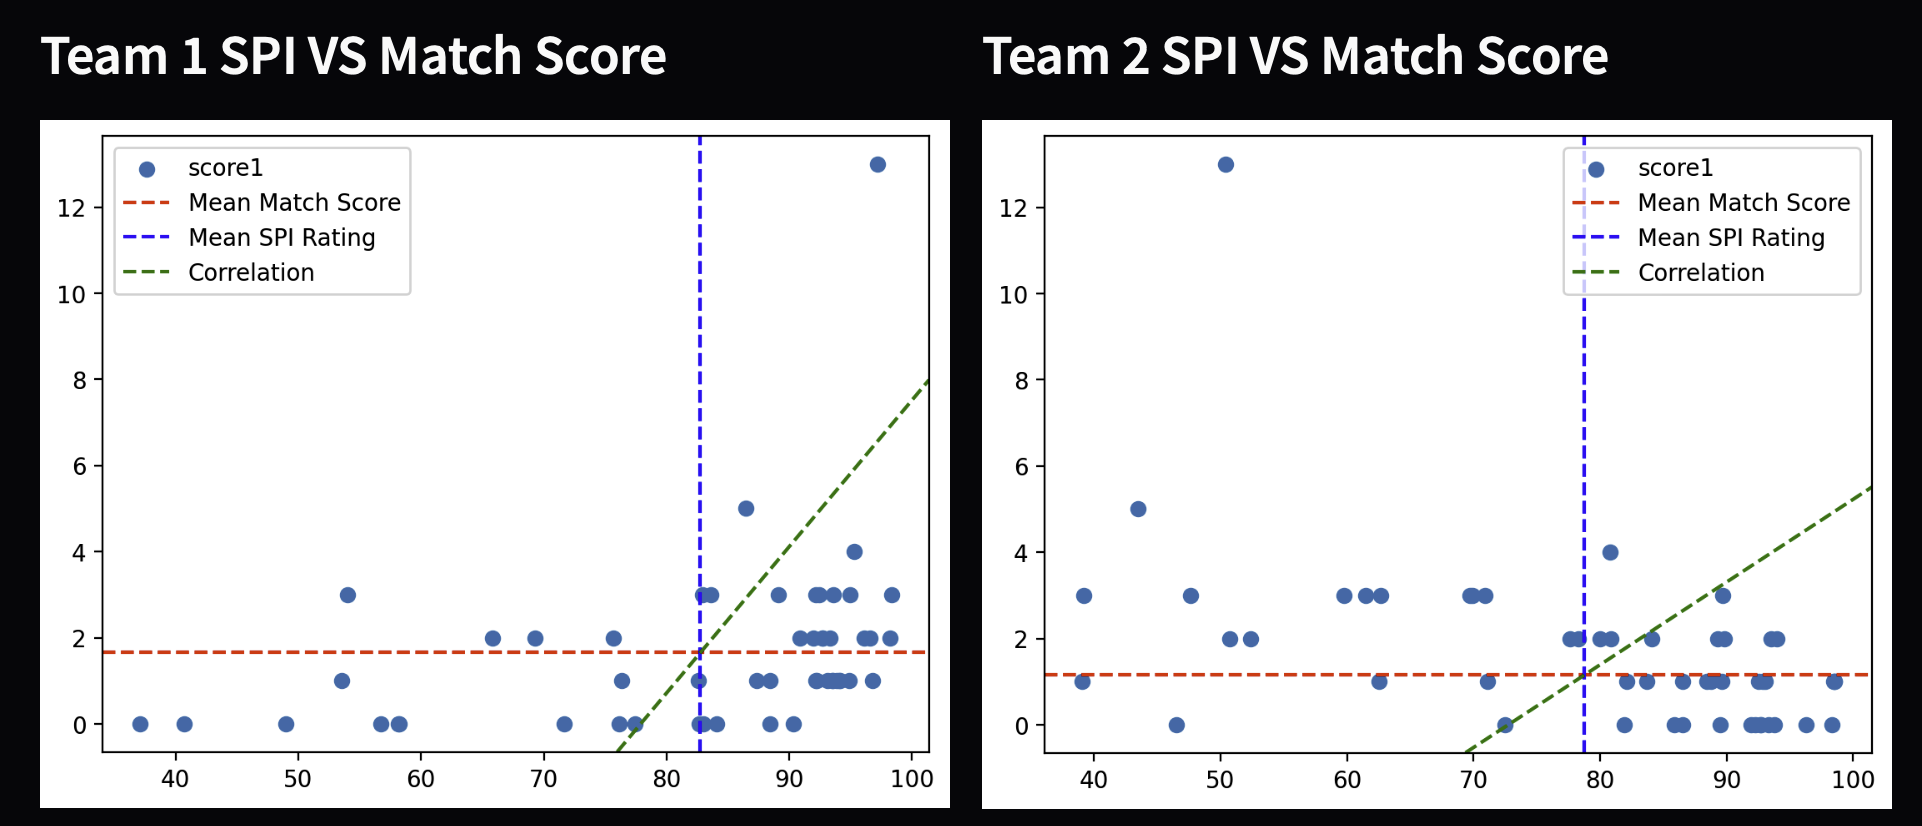 Team 1 SPI VS Match Score
score1
Mean Match Score
Mean SPI Rating
Correlation
12
10
8
6
4
2
0
40 50 60 70 80 90 100
Team 2 SPI VS Match Score
score1
Mean Match Score
Mean SPI Rating
Correlation
12
10
8
6
4
2
0
40 50 60 70 80 90 100